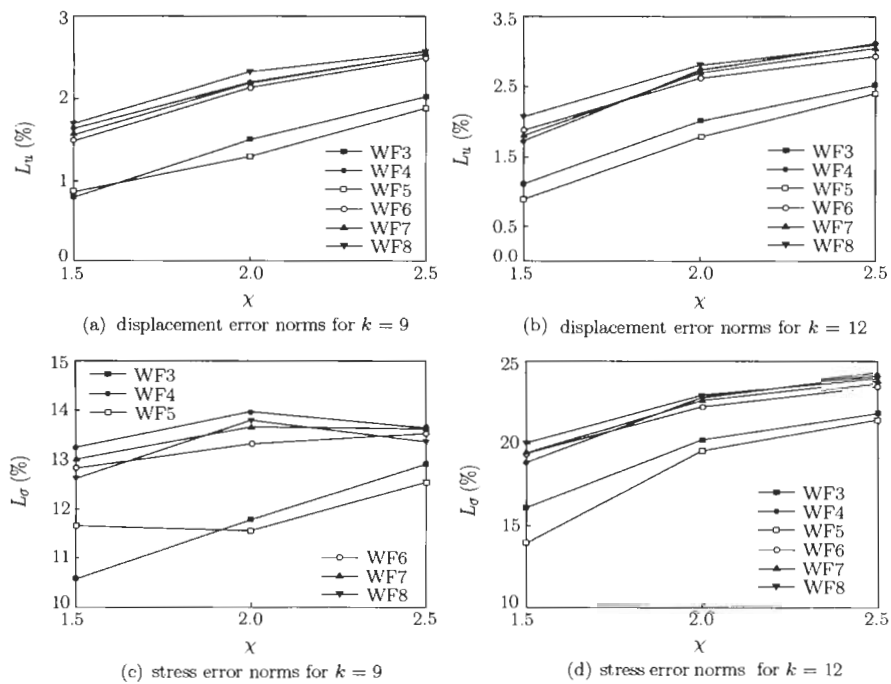 3
2
1
0
L_u (%)
WF3
WF4
WF5
WF6
WF7
WF8
1.5 2.0 2.5
χ
(a) displacement error norms for k = 9
3.5
2.5
1.5
0.5
0.0
L_u (%)
WF3
WF4
WF5
WF6
WF7
WF8
1.5 2.0 2.5
χ
(b) displacement error norms for k = 12
15
14
13
12
11
10
L_σ (%)
WF3
WF4
WF5
WF6
WF7
WF8
1.5 2.0 2.5
χ
(c) stress error norms for k = 9
25
20
15
10
L_σ (%)
WF3
WF4
WF5
WF6
WF7
WF8
1.5 2.0 2.5
χ
(d) stress error norms for k = 12